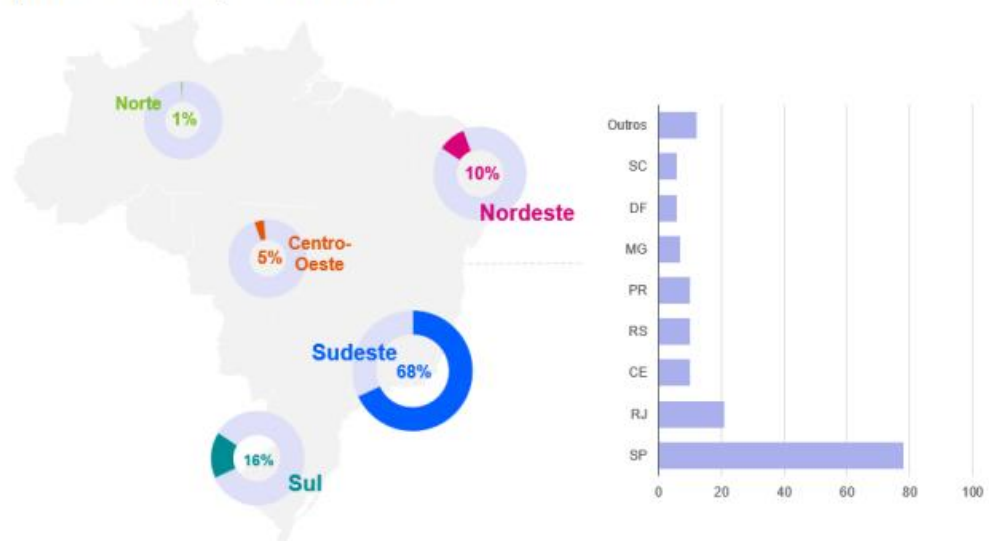 Norte
1%
10%
Nordeste
Centro-
Oeste
5%
Sudeste
68%
16%
Sul
Outros
SC
DF
MG
PR
RS
CE
RJ
SP
0 20 40 60 80 100